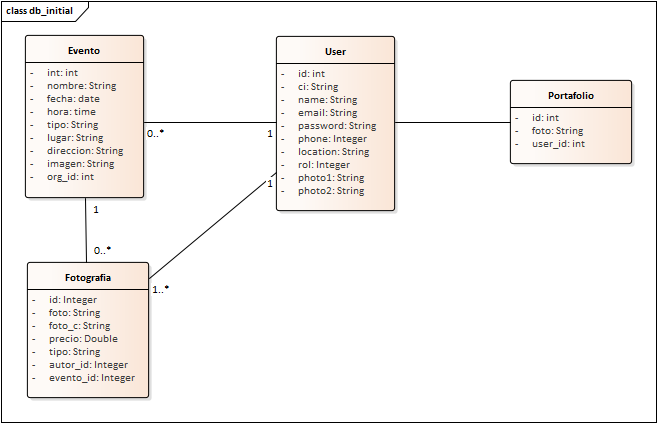 class db_initial
Evento
- int: int
- nombre: String
- fecha: date
- hora: time
- tipo: String
- lugar: String
- direccion: String
- imagen: String
- org_id: int
User
- id: int
- ci: String
- name: String
- email: String
- password: String
- phone: Integer
- location: String
- rol: Integer
- photo1: String
- photo2: String
Portafolio
- id: int
- foto: String
- user_id: int
0..*
1
1
1
0..*
1..*
Fotografia
- id: Integer
- foto: String
- foto_c: String
- precio: Double
- tipo: String
- autor_id: Integer
- evento_id: Integer